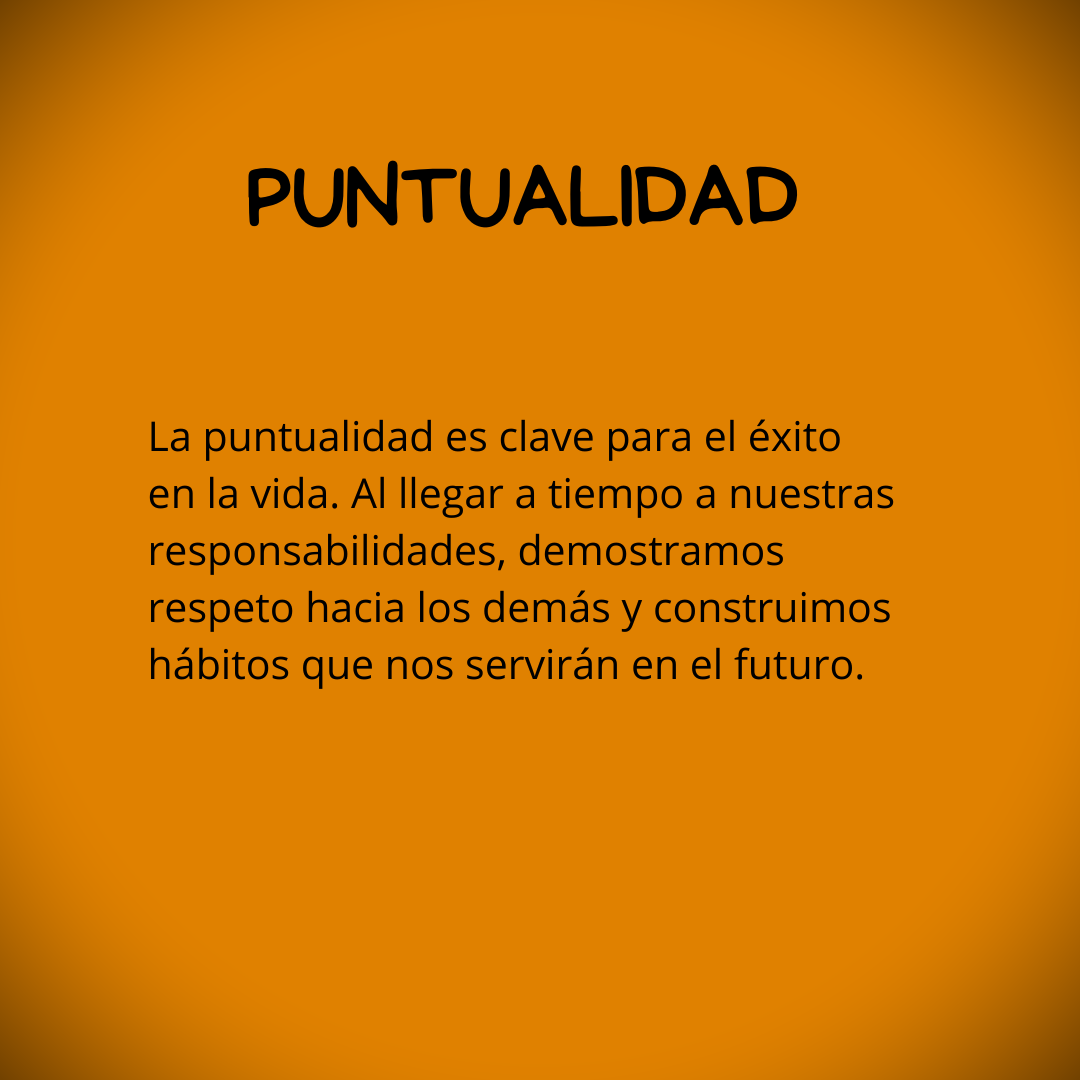 PUNTUALIDAD
La puntualidad es clave para el éxito
en la vida. Al llegar a tiempo a nuestras
responsabilidades, demostramos
respeto hacia los demás y construimos
hábitos que nos servirán en el futuro.